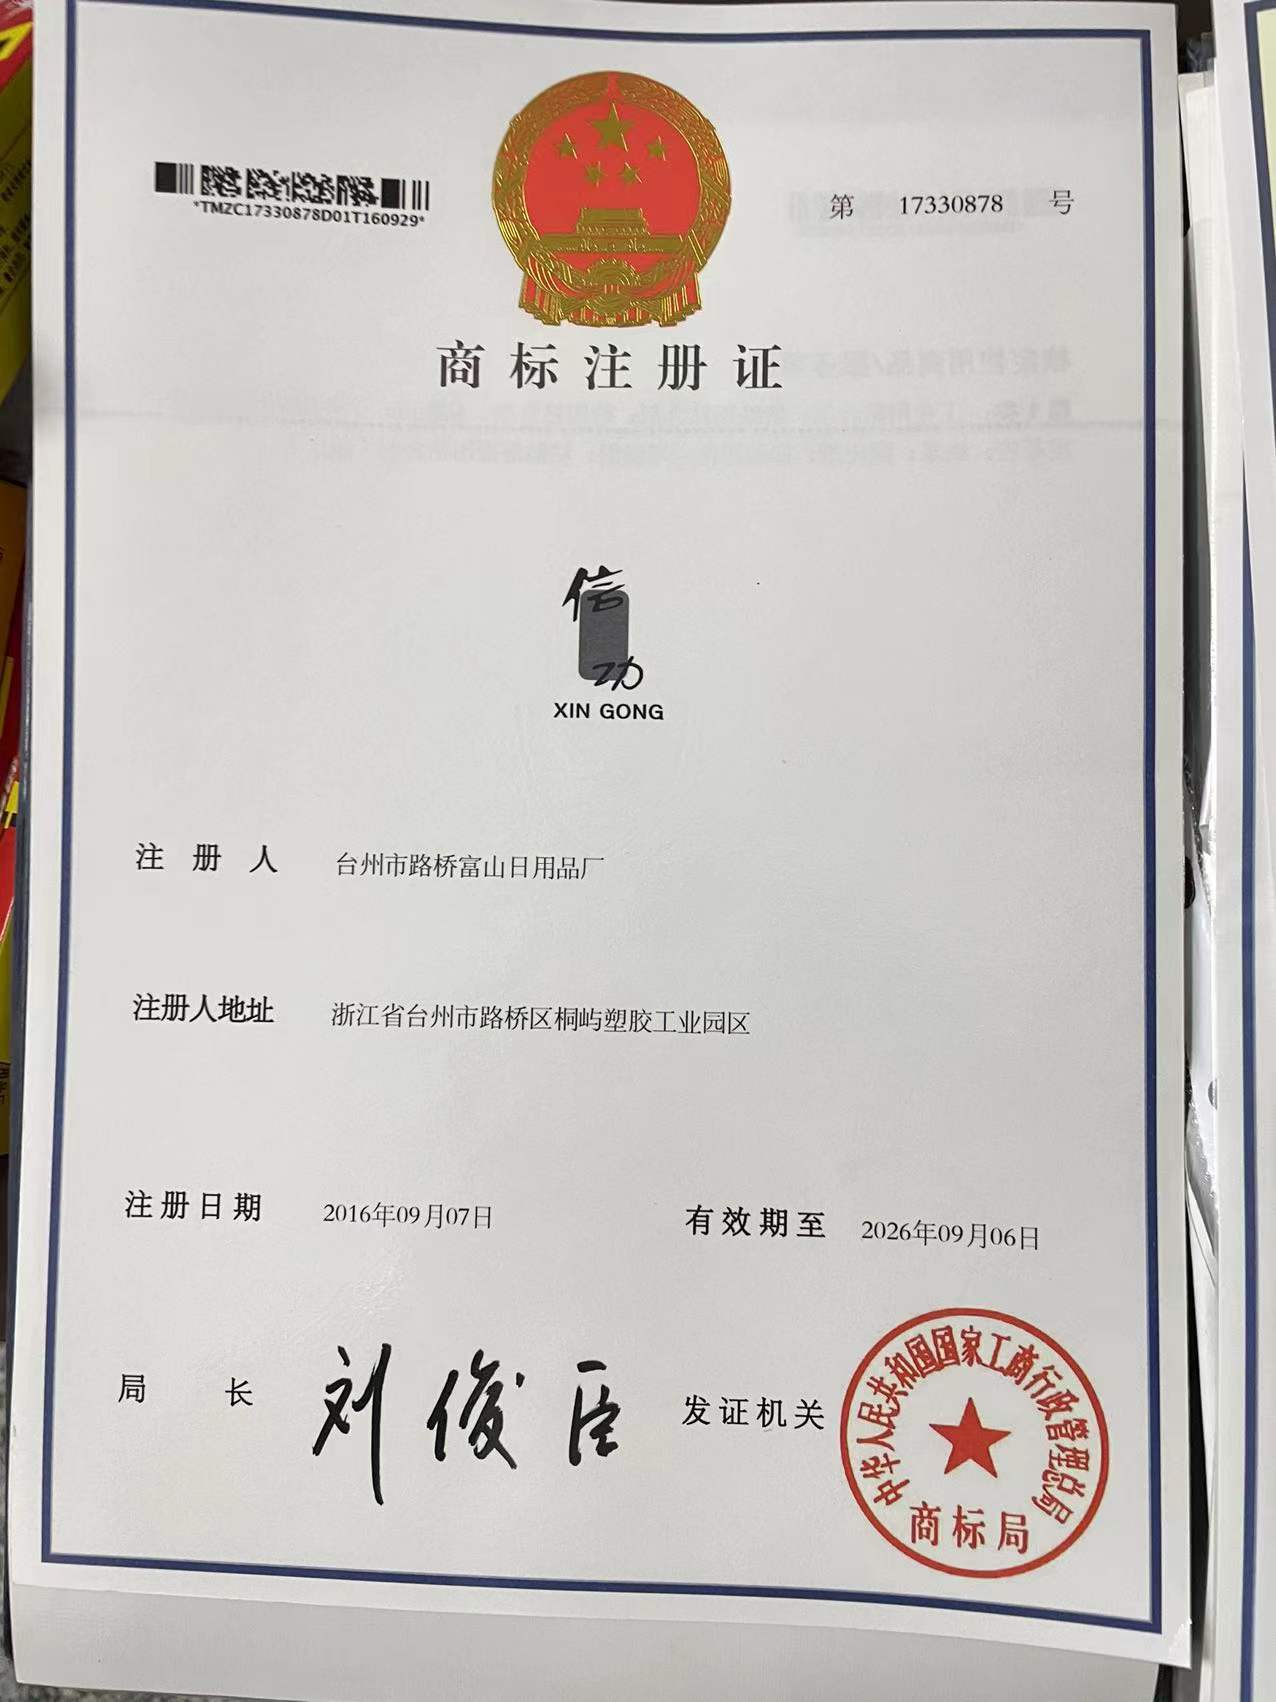 *TMZC17330878D01T160929*
第 17330878 号
商标注册证
信
功
XIN GONG
注册人 台州市路桥富山日用品厂
注册人地址 浙江省台州市路桥区桐屿塑胶工业园区
注册日期 2016年09月07日 有效期至 2026年09月06日
局长 刘俊臣 发证机关
中华人民共和国国家工商行政管理总局
商标局